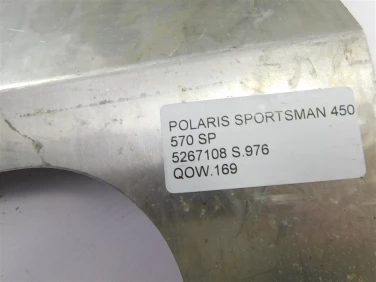 POLARIS SPORTSMAN 450
570 SP
5267108 S.976
QOW.169